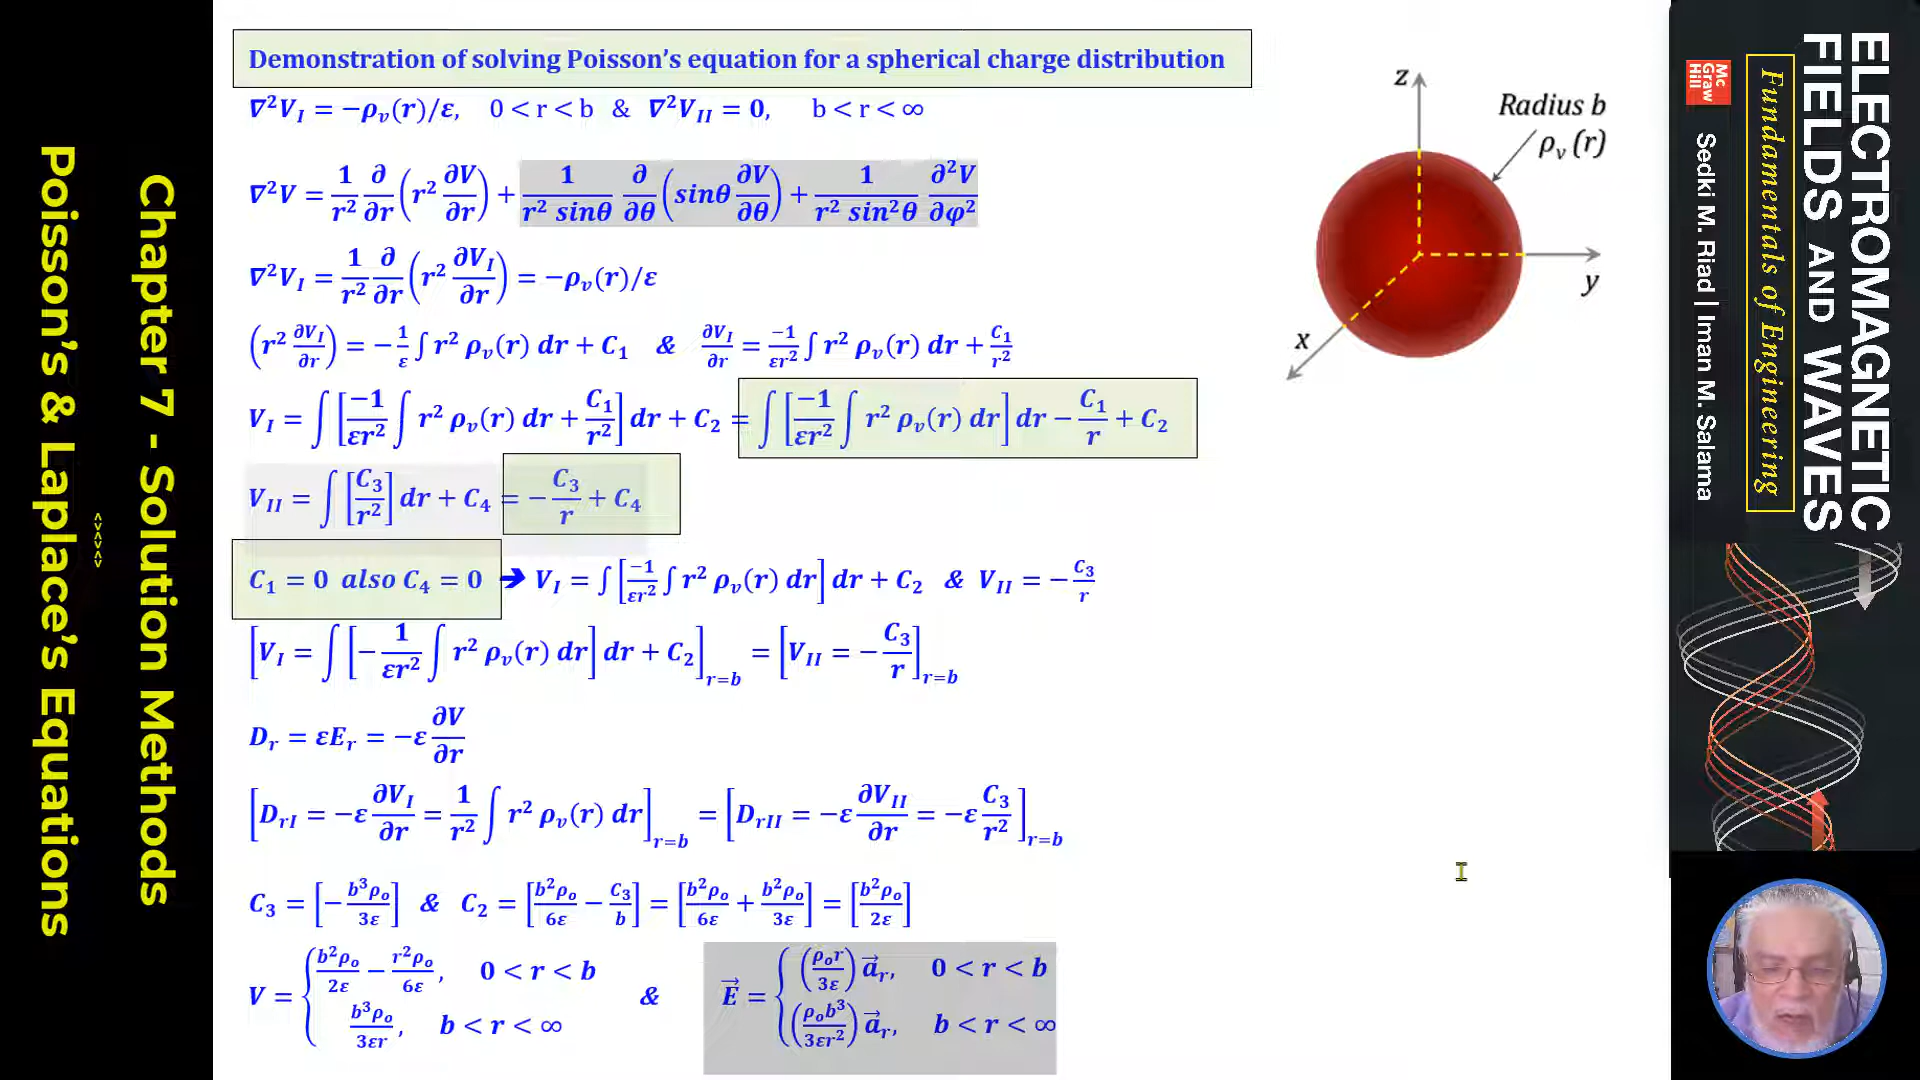 Demonstration of solving Poisson's equation for a spherical charge distribution
∇²V_I = −ρ_v(r)/ε, 0 < r < b & ∇²V_II = 0, b < r < ∞
∇²V = 1/r² ∂/∂r (r² ∂V/∂r) + 1/(r² sinθ) ∂/∂θ (sinθ ∂V/∂θ) + 1/(r² sin²θ) ∂²V/∂φ²
∇²V_I = 1/r² ∂/∂r (r² ∂V_I/∂r) = −ρ_v(r)/ε
(r² ∂V_I/∂r) = −1/ε ∫ r² ρ_v(r) dr + C₁ & ∂V_I/∂r = −1/(εr²) ∫ r² ρ_v(r) dr + C₁/r²
V_I = ∫ [−1/(εr²) ∫ r² ρ_v(r) dr + C₁/r²] dr + C₂ = ∫ [−1/(εr²) ∫ r² ρ_v(r) dr] dr − C₁/r + C₂
V_II = ∫ [C₃/r²] dr + C₄ = − C₃/r + C₄
C₁ = 0 also C₄ = 0 ➔ V_I = ∫ [−1/(εr²) ∫ r² ρ_v(r) dr] dr + C₂ & V_II = − C₃/r
[V_I = ∫ [− 1/(εr²) ∫ r² ρ_v(r) dr] dr + C₂]_{r=b} = [V_II = − C₃/r]_{r=b}
D_r = εE_r = −ε ∂V/∂r
[D_rI = −ε ∂V_I/∂r = 1/r² ∫ r² ρ_v(r) dr]_{r=b} = [D_rII = −ε ∂V_II/∂r = −ε C₃/r²]_{r=b}
C₃ = [− b³ρ_o/3ε] & C₂ = [b²ρ_o/6ε − C₃/b] = [b²ρ_o/6ε + b²ρ_o/3ε] = [b²ρ_o/2ε]
V = { b²ρ_o/2ε − r²ρ_o/6ε, 0 < r < b
b³ρ_o/3εr, b < r < ∞
& E⃗ = { (ρ_o r/3ε) a⃗_r, 0 < r < b
(ρ_o b³/3εr²) a⃗_r, b < r < ∞
z
Radius b
ρ_v (r)
y
x
Chapter 7 - Solution Methods
Poisson's & Laplace's Equations
<<<<<
ELECTROMAGNETIC
FIELDS AND WAVES
Fundamentals of Engineering
Mc
Graw
Hill
Sedki M. Riad | Iman M. Salama